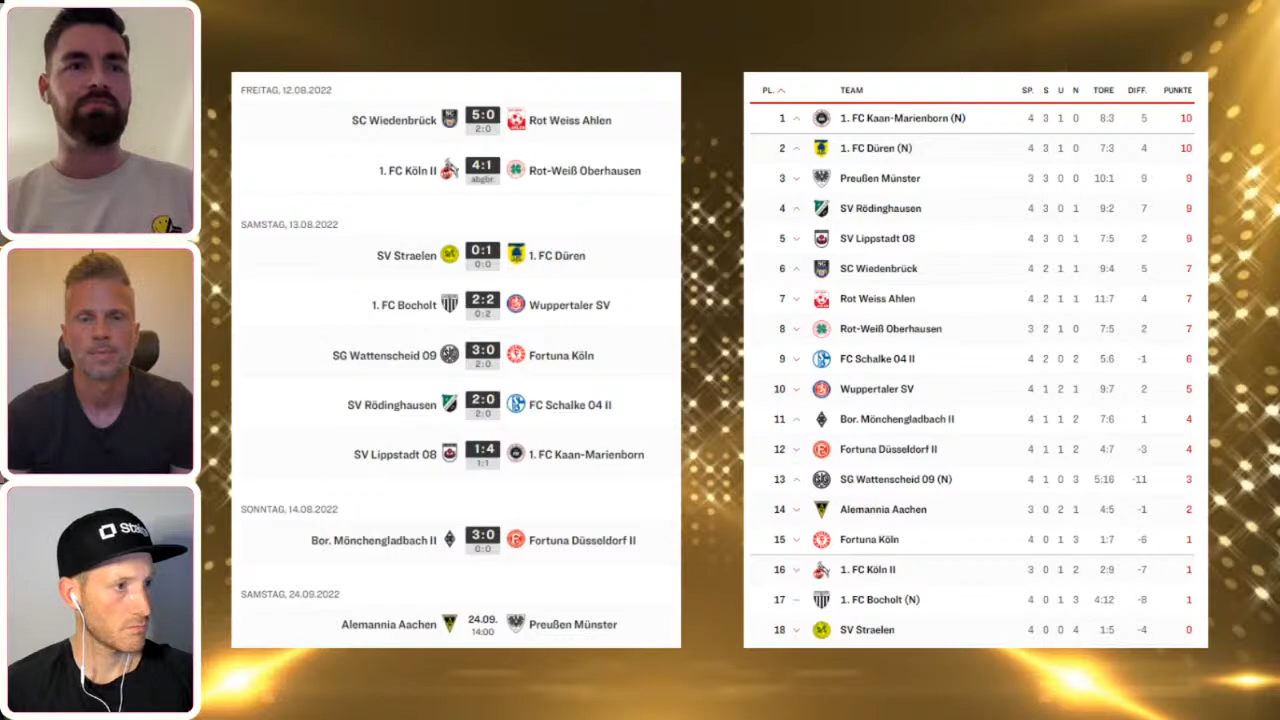 FREITAG, 12.08.2022
SC Wiedenbrück 5:0 Rot Weiss Ahlen
2:0
1. FC Köln II 4:1 Rot-Weiß Oberhausen
abgbr.
SAMSTAG, 13.08.2022
SV Straelen 0:1 1. FC Düren
0:0
1. FC Bocholt 2:2 Wuppertaler SV
0:2
SG Wattenscheid 09 3:0 Fortuna Köln
2:0
SV Rödinghausen 2:0 FC Schalke 04 II
2:0
SV Lippstadt 08 1:4 1. FC Kaan-Marienborn
1:1
SONNTAG, 14.08.2022
Bor. Mönchengladbach II 3:0 Fortuna Düsseldorf II
0:0
SAMSTAG, 24.09.2022
Alemannia Aachen 24.09. Preußen Münster
14:00
PL. TEAM SP. S U N TORE DIFF. PUNKTE
1 1. FC Kaan-Marienborn (N) 4 3 1 0 8:3 5 10
2 1. FC Düren (N) 4 3 1 0 7:3 4 10
3 Preußen Münster 3 3 0 0 10:1 9 9
4 SV Rödinghausen 4 3 0 1 9:2 7 9
5 SV Lippstadt 08 4 3 0 1 7:5 2 9
6 SC Wiedenbrück 4 2 1 1 9:4 5 7
7 Rot Weiss Ahlen 4 2 1 1 11:7 4 7
8 Rot-Weiß Oberhausen 3 2 1 0 7:5 2 7
9 FC Schalke 04 II 4 2 0 2 5:6 -1 6
10 Wuppertaler SV 4 1 2 1 9:7 2 5
11 Bor. Mönchengladbach II 4 1 1 2 7:6 1 4
12 Fortuna Düsseldorf II 4 1 1 2 4:7 -3 4
13 SG Wattenscheid 09 (N) 4 1 0 3 5:16 -11 3
14 Alemannia Aachen 3 0 2 1 4:5 -1 2
15 Fortuna Köln 4 0 1 3 1:7 -6 1
16 1. FC Köln II 3 0 1 2 2:9 -7 1
17 1. FC Bocholt (N) 4 0 1 3 4:12 -8 1
18 SV Straelen 4 0 0 4 1:5 -4 0